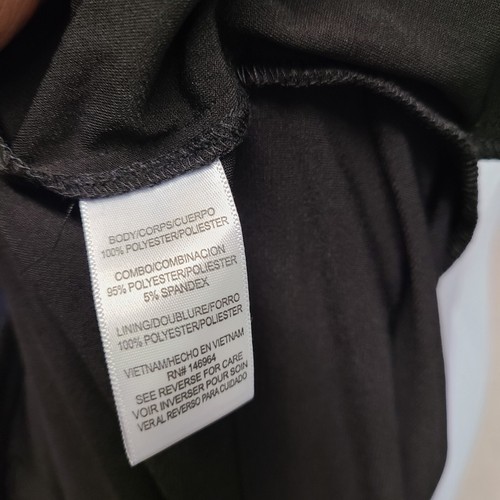 BODY/CORPS/CUERPO
100% POLYESTER/POLIESTER
COMBO/COMBINACION
95% POLYESTER/POLIESTER
5% SPANDEX
LINING/DOUBLURE/FORRO
100% POLYESTER/POLIESTER
VIETNAM/HECHO EN VIETNAM
RN# 146964
SEE REVERSE FOR CARE
VOIR INVERSER POUR SOIN
VER AL REVERSO PARA CUIDADO